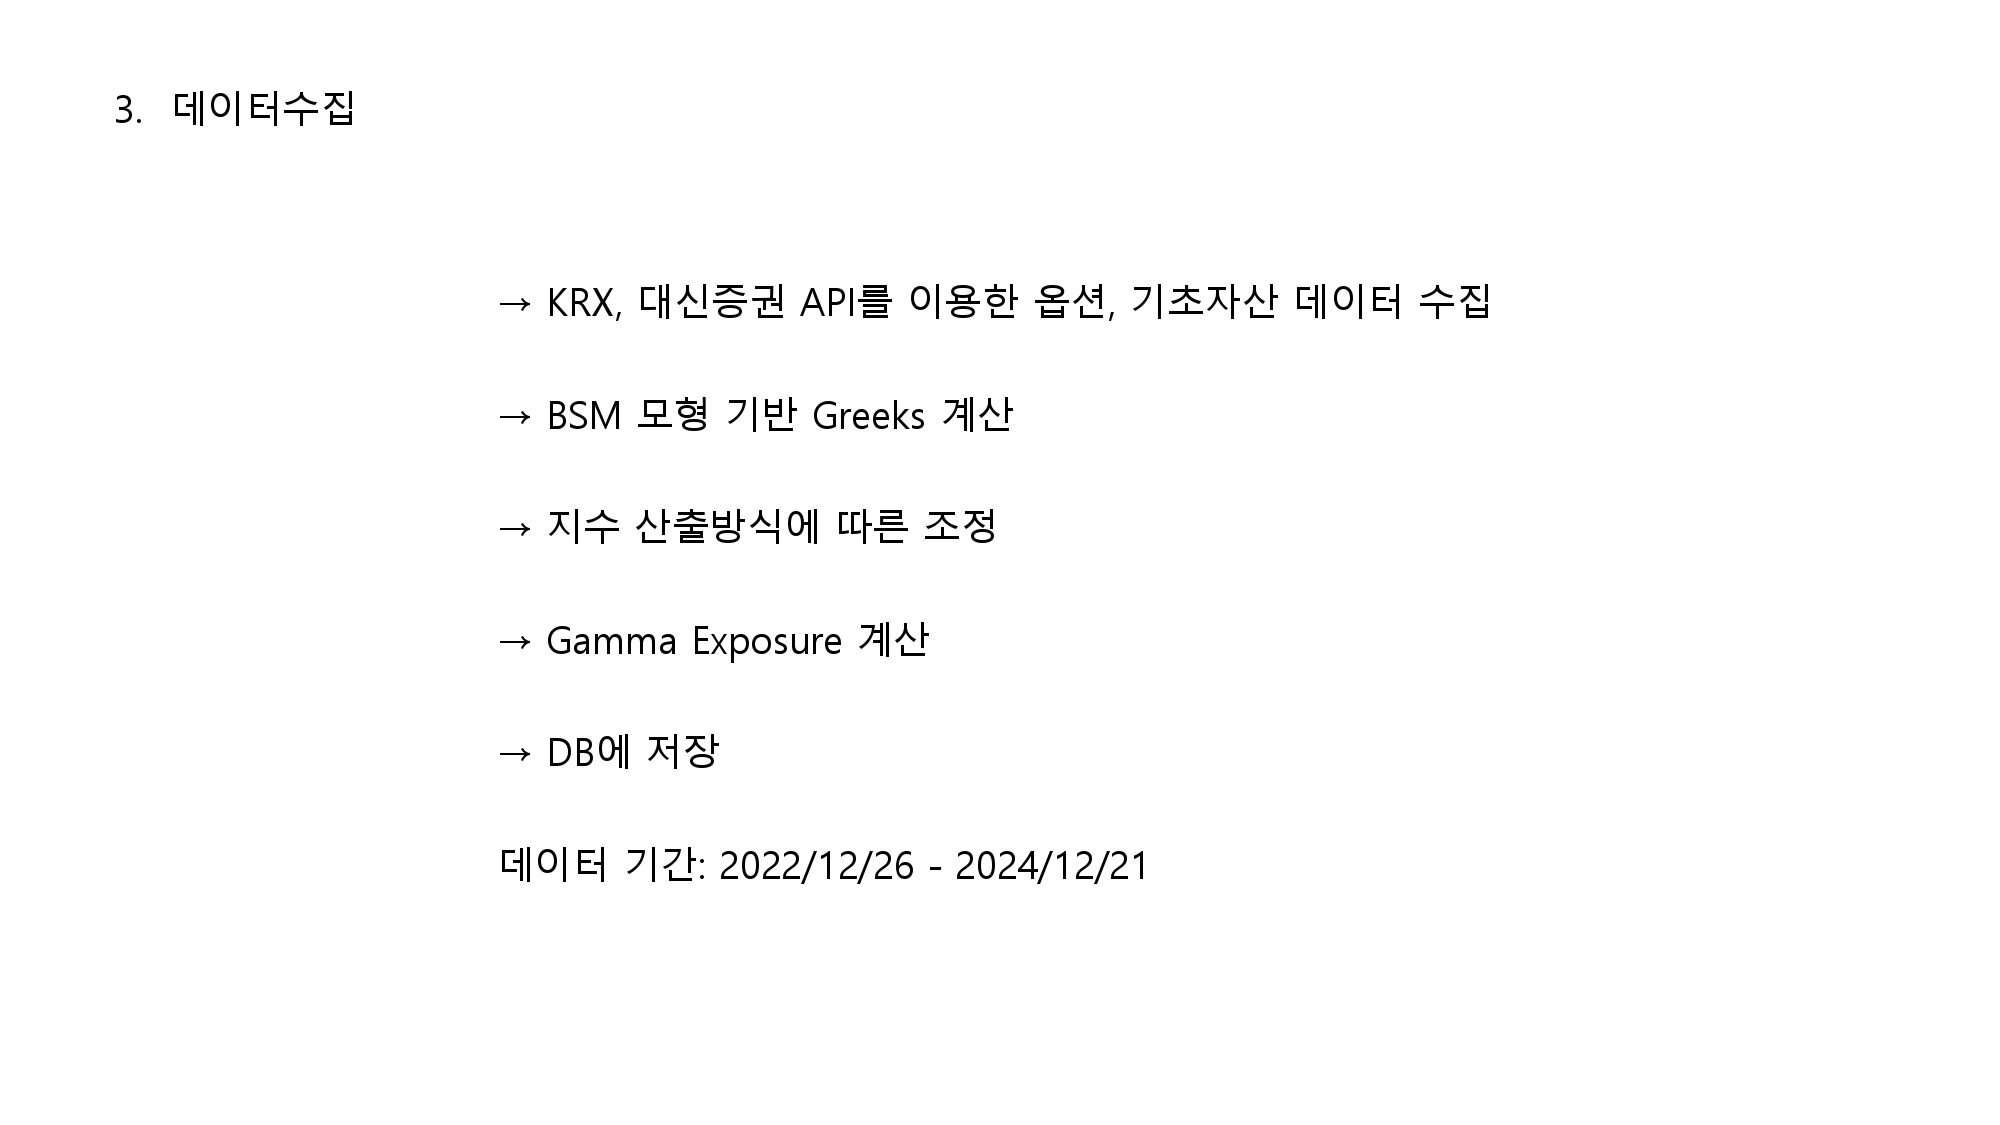 3. 데이터수집
→ KRX, 대신증권 API를 이용한 옵션, 기초자산 데이터 수집
→ BSM 모형 기반 Greeks 계산
→ 지수 산출방식에 따른 조정
→ Gamma Exposure 계산
→ DB에 저장
데이터 기간: 2022/12/26 - 2024/12/21